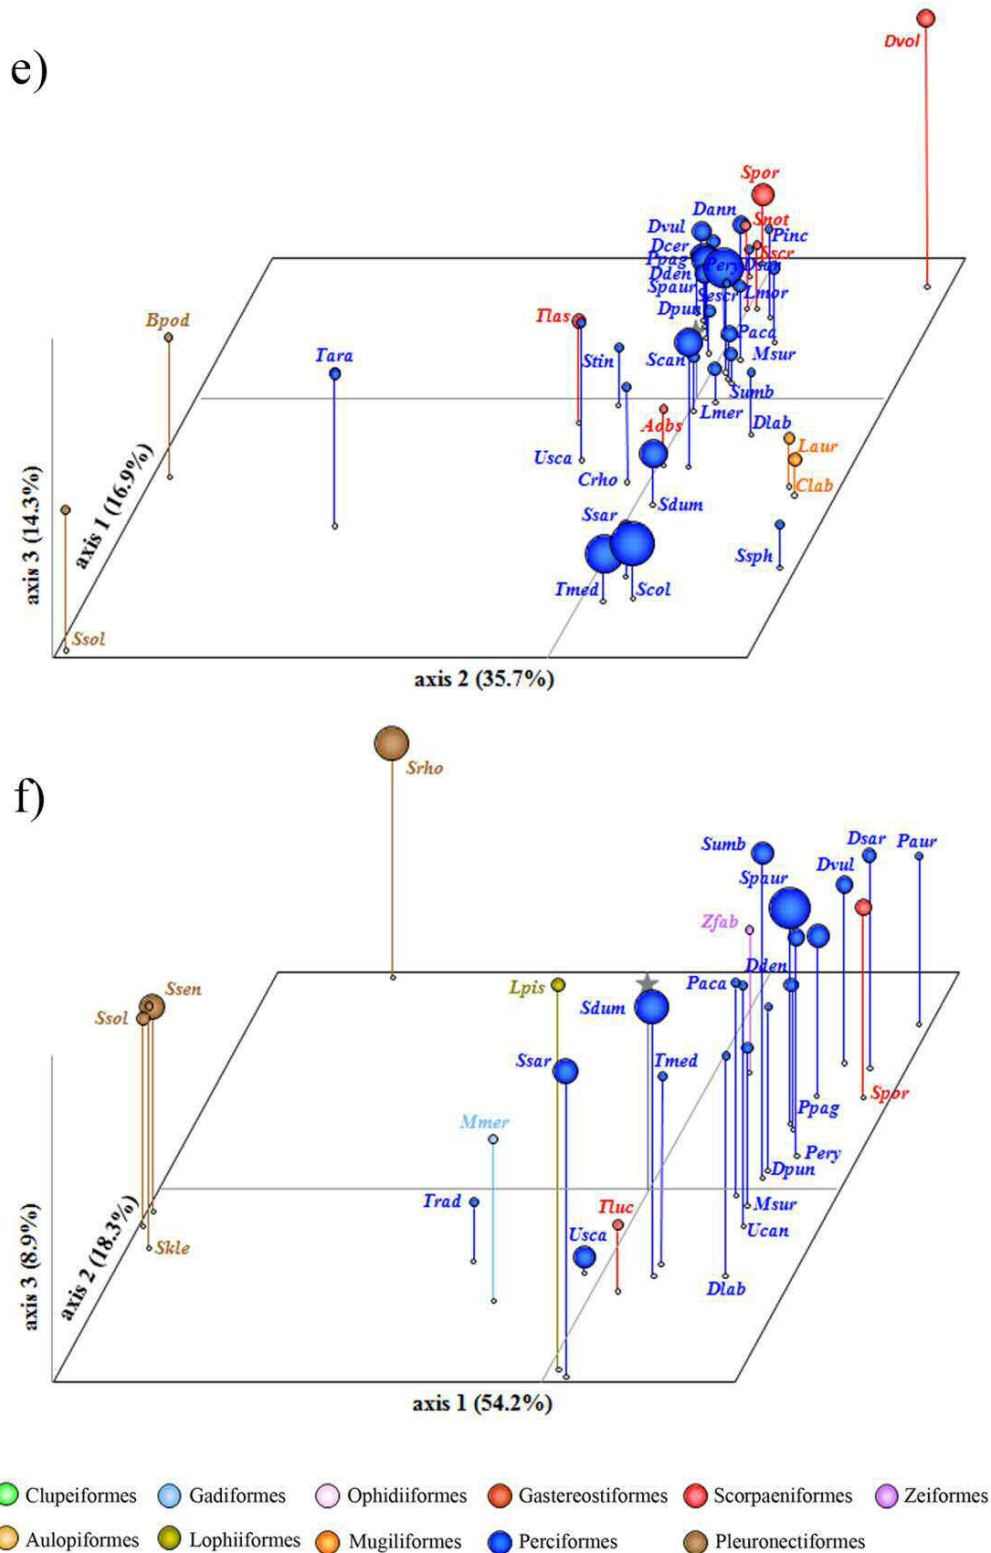 e)
Dvol
Spor
Dann
Snot
Dvul
Pinc
Dcer
Sscr
Ppag
Pery
Dsar
Dden
Spaur
Sescr
Lmor
Dpun
Bpod
Tlas
Paca
Tara
Stin
Scan
Msur
Sumb
Lmer
Dlab
Aobs
Laur
Usca
Crho
Clab
Sdum
Ssar
Ssph
Tmed
Scol
Ssol
axis 3 (14.3%)
axis 1 (16.9%)
axis 2 (35.7%)
f)
Srho
Sumb
Dsar
Paur
Dvul
Spaur
Zfab
Dden
Ssen
Lpis
Paca
Ssol
Sdum
Ssar
Tmed
Spor
Ppag
Mmer
Pery
Dpun
Trad
Tluc
Msur
Usca
Ucan
Skle
Dlab
axis 3 (8.9%)
axis 2 (18.3%)
axis 1 (54.2%)
Clupeiformes Gadiformes Ophidiiformes Gastereostiformes Scorpaeniformes Zeiformes
Aulopiformes Lophiiformes Mugiliformes Perciformes Pleuronectiformes